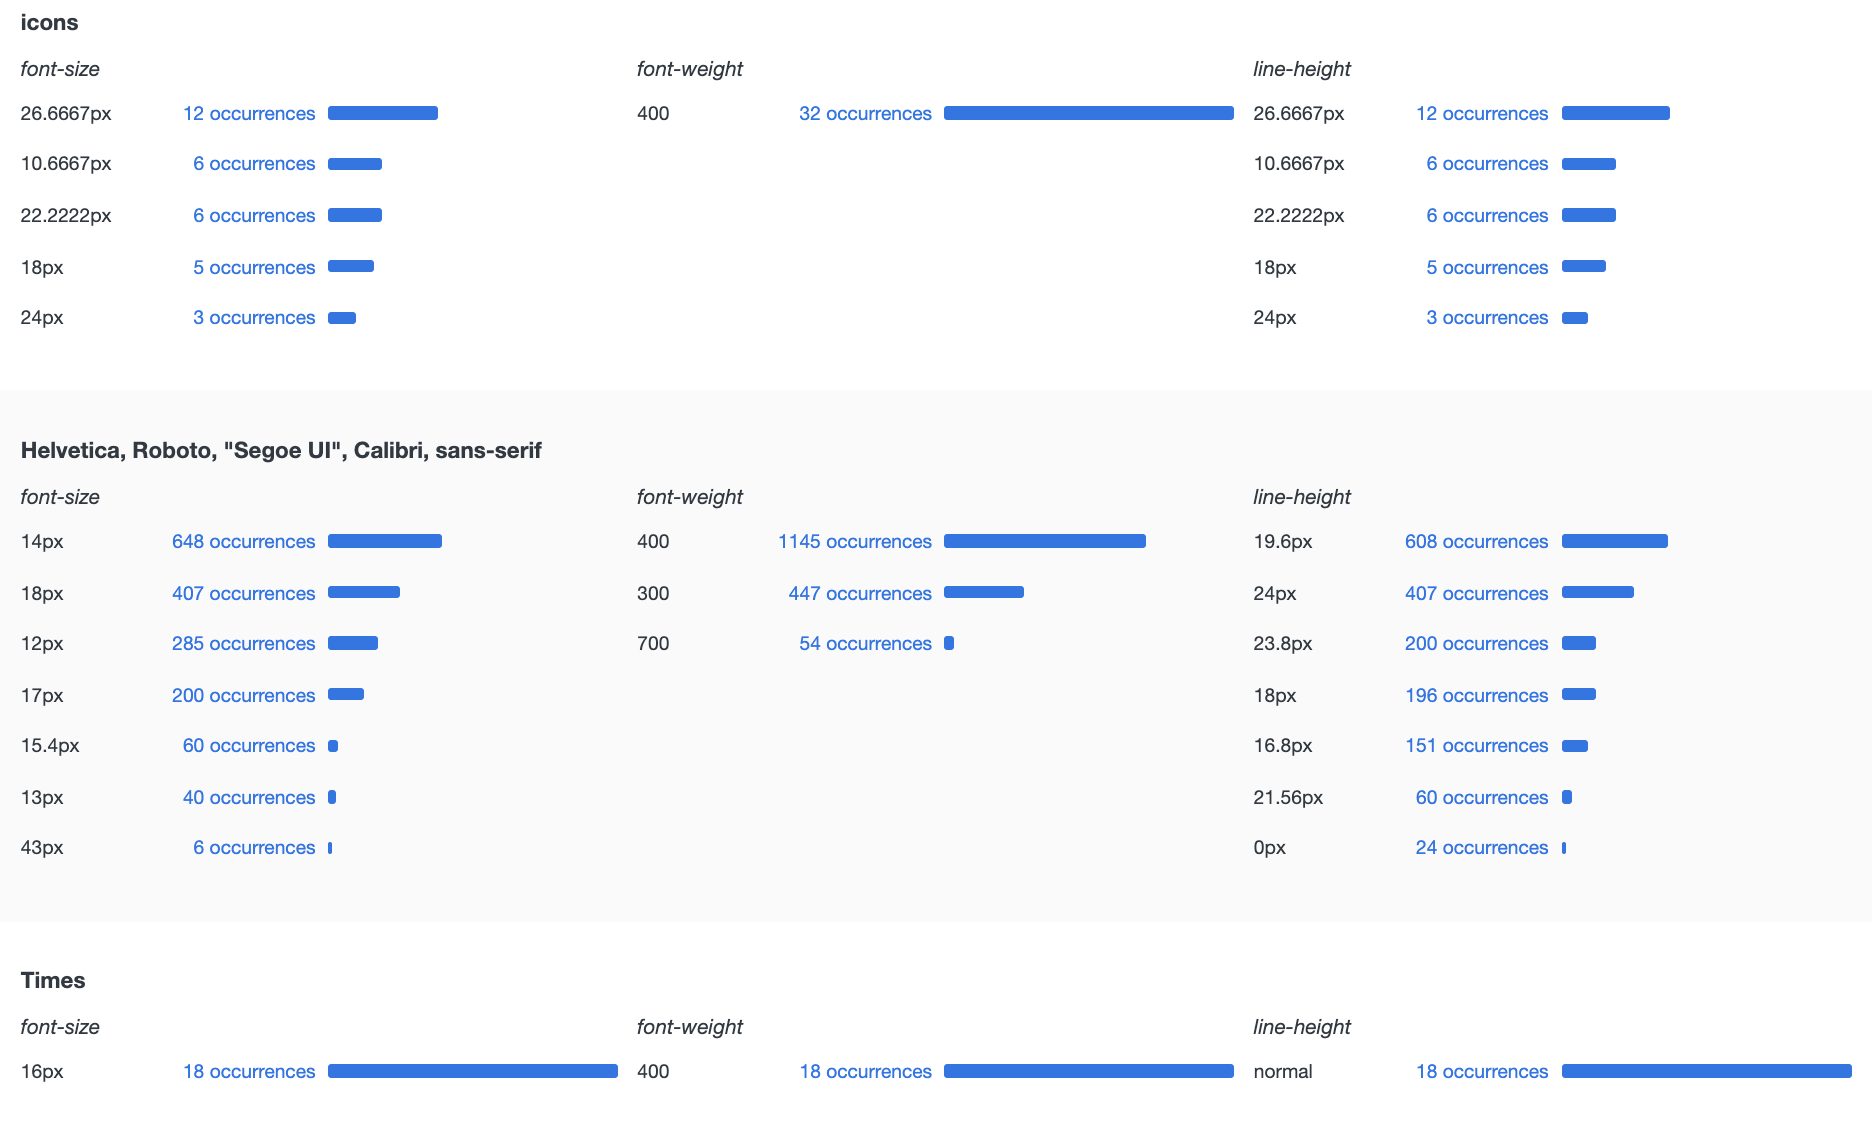 icons
font-size font-weight line-height
26.6667px 12 occurrences 400 32 occurrences 26.6667px 12 occurrences
10.6667px 6 occurrences 10.6667px 6 occurrences
22.2222px 6 occurrences 22.2222px 6 occurrences
18px 5 occurrences 18px 5 occurrences
24px 3 occurrences 24px 3 occurrences
Helvetica, Roboto, "Segoe UI", Calibri, sans-serif
font-size font-weight line-height
14px 648 occurrences 400 1145 occurrences 19.6px 608 occurrences
18px 407 occurrences 300 447 occurrences 24px 407 occurrences
12px 285 occurrences 700 54 occurrences 23.8px 200 occurrences
17px 200 occurrences 18px 196 occurrences
15.4px 60 occurrences 16.8px 151 occurrences
13px 40 occurrences 21.56px 60 occurrences
43px 6 occurrences 0px 24 occurrences
Times
font-size font-weight line-height
16px 18 occurrences 400 18 occurrences normal 18 occurrences